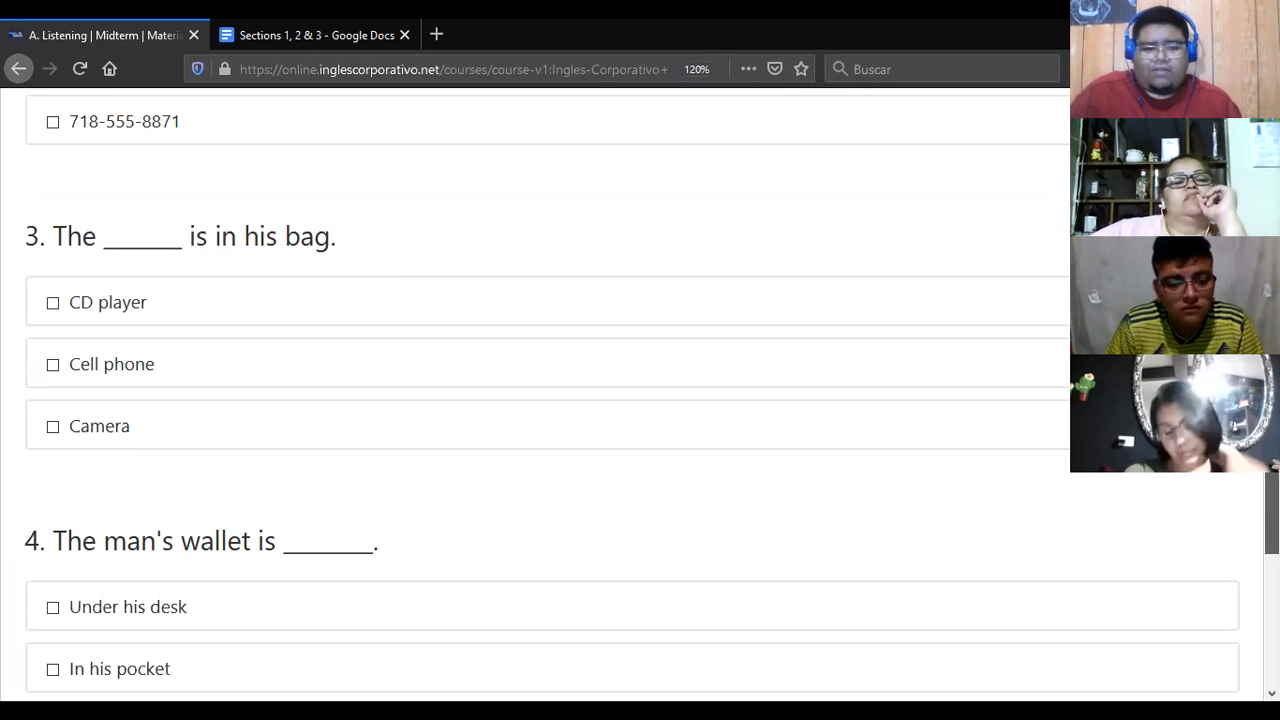 A. Listening | Midterm | Materia
Sections 1, 2 & 3 - Google Docs
https://online.inglescorporativo.net/courses/course-v1:Ingles-Corporativo+
120%
Buscar
718-555-8871
3. The ______ is in his bag.
CD player
Cell phone
Camera
4. The man's wallet is _______.
Under his desk
In his pocket